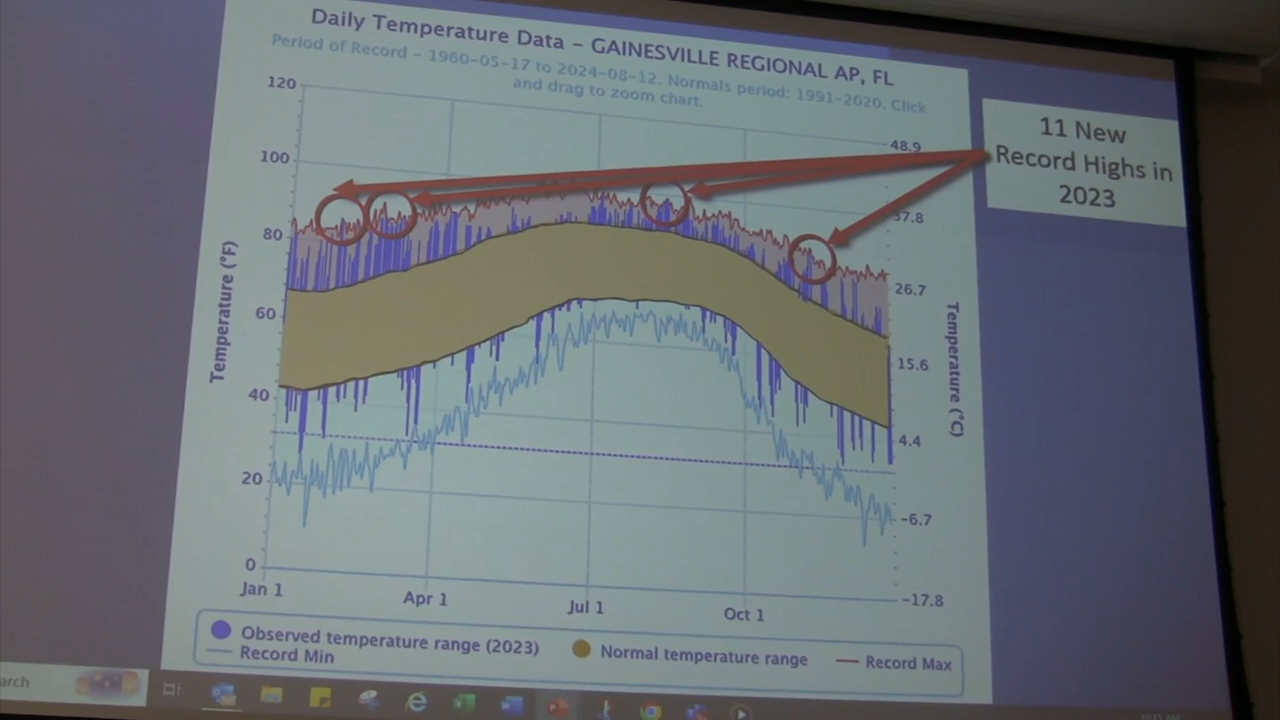 Daily Temperature Data – GAINESVILLE REGIONAL AP, FL
Period of Record – 1960-05-17 to 2024-08-12. Normals period: 1991-2020. Click
and drag to zoom chart.
11 New
Record Highs in
2023
120
100
80
60
40
20
0
Temperature (°F)
48.9
37.8
26.7
15.6
4.4
-6.7
-17.8
Temperature (°C)
Jan 1
Apr 1
Jul 1
Oct 1
Observed temperature range (2023)
Normal temperature range
Record Max
Record Min
arch